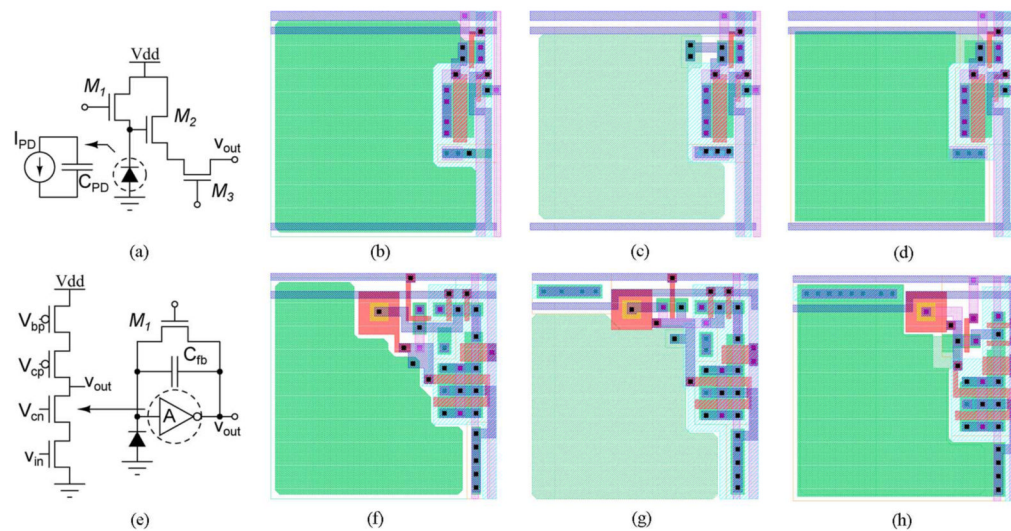 Vdd
M1
M2
IPD
CPD
vout
M3
(a)
(b)
(c)
(d)
Vdd
Vbp
Vcp
vout
Vcn
vin
M1
Cfb
A
vout
(e)
(f)
(g)
(h)